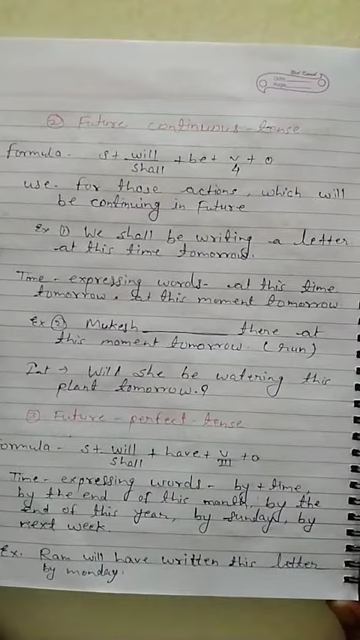 ② Future continuous-tense
Formula- S+ will/shall + be + V4 + O
use. For those actions, which will
be continuing in Future
Ex ① We shall be writing a letter
at this time tomorrow.
Time-expressing words- at this time
tomorrow. at this moment tomorrow
Ex ② Mukesh ________ there at
this moment tomorrow. (run)
Int → Will she be watering this
plant tomorrow.?
③ Future-perfect-tense
ormula- S+ will/shall + have + V III + O
Time-expressing words- by + time,
by the end of this month, by the
end of this year, by sunday, by
next week.
Ex. Ram will have written this letter
by monday.